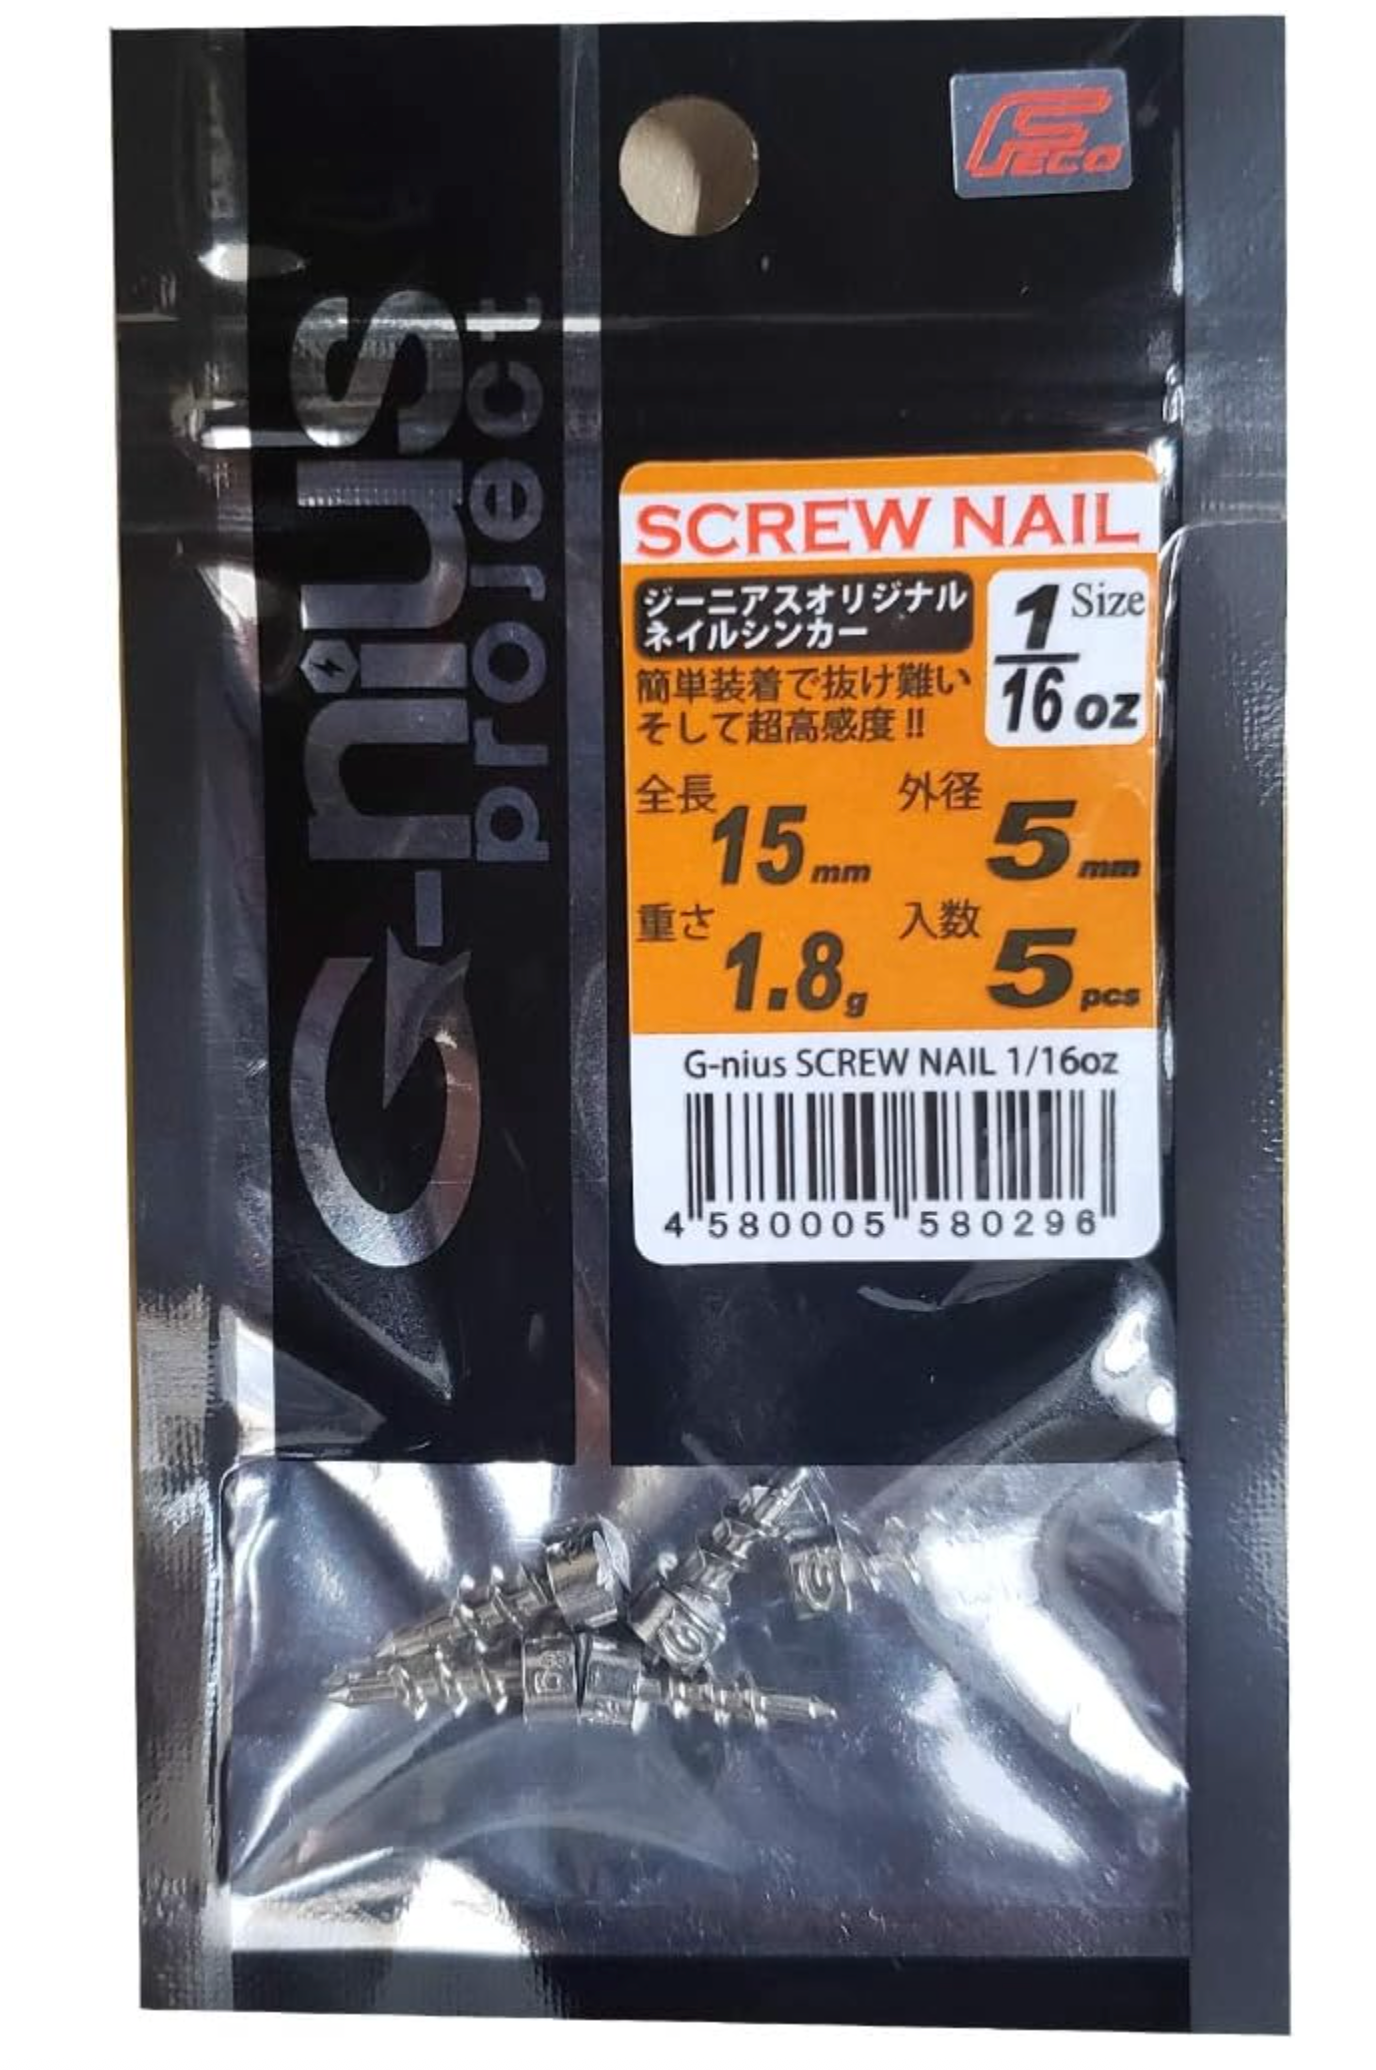 FSECO
G-nius
project
SCREW NAIL
ジーニアスオリジナル
ネイルシンカー
1/16 oz Size
簡単装着で抜け難い
そして超高感度!!
全長 15mm 外径 5mm
重さ 1.8g 入数 5pcs
G-nius SCREW NAIL 1/16oz
4 580005 580296
G
G